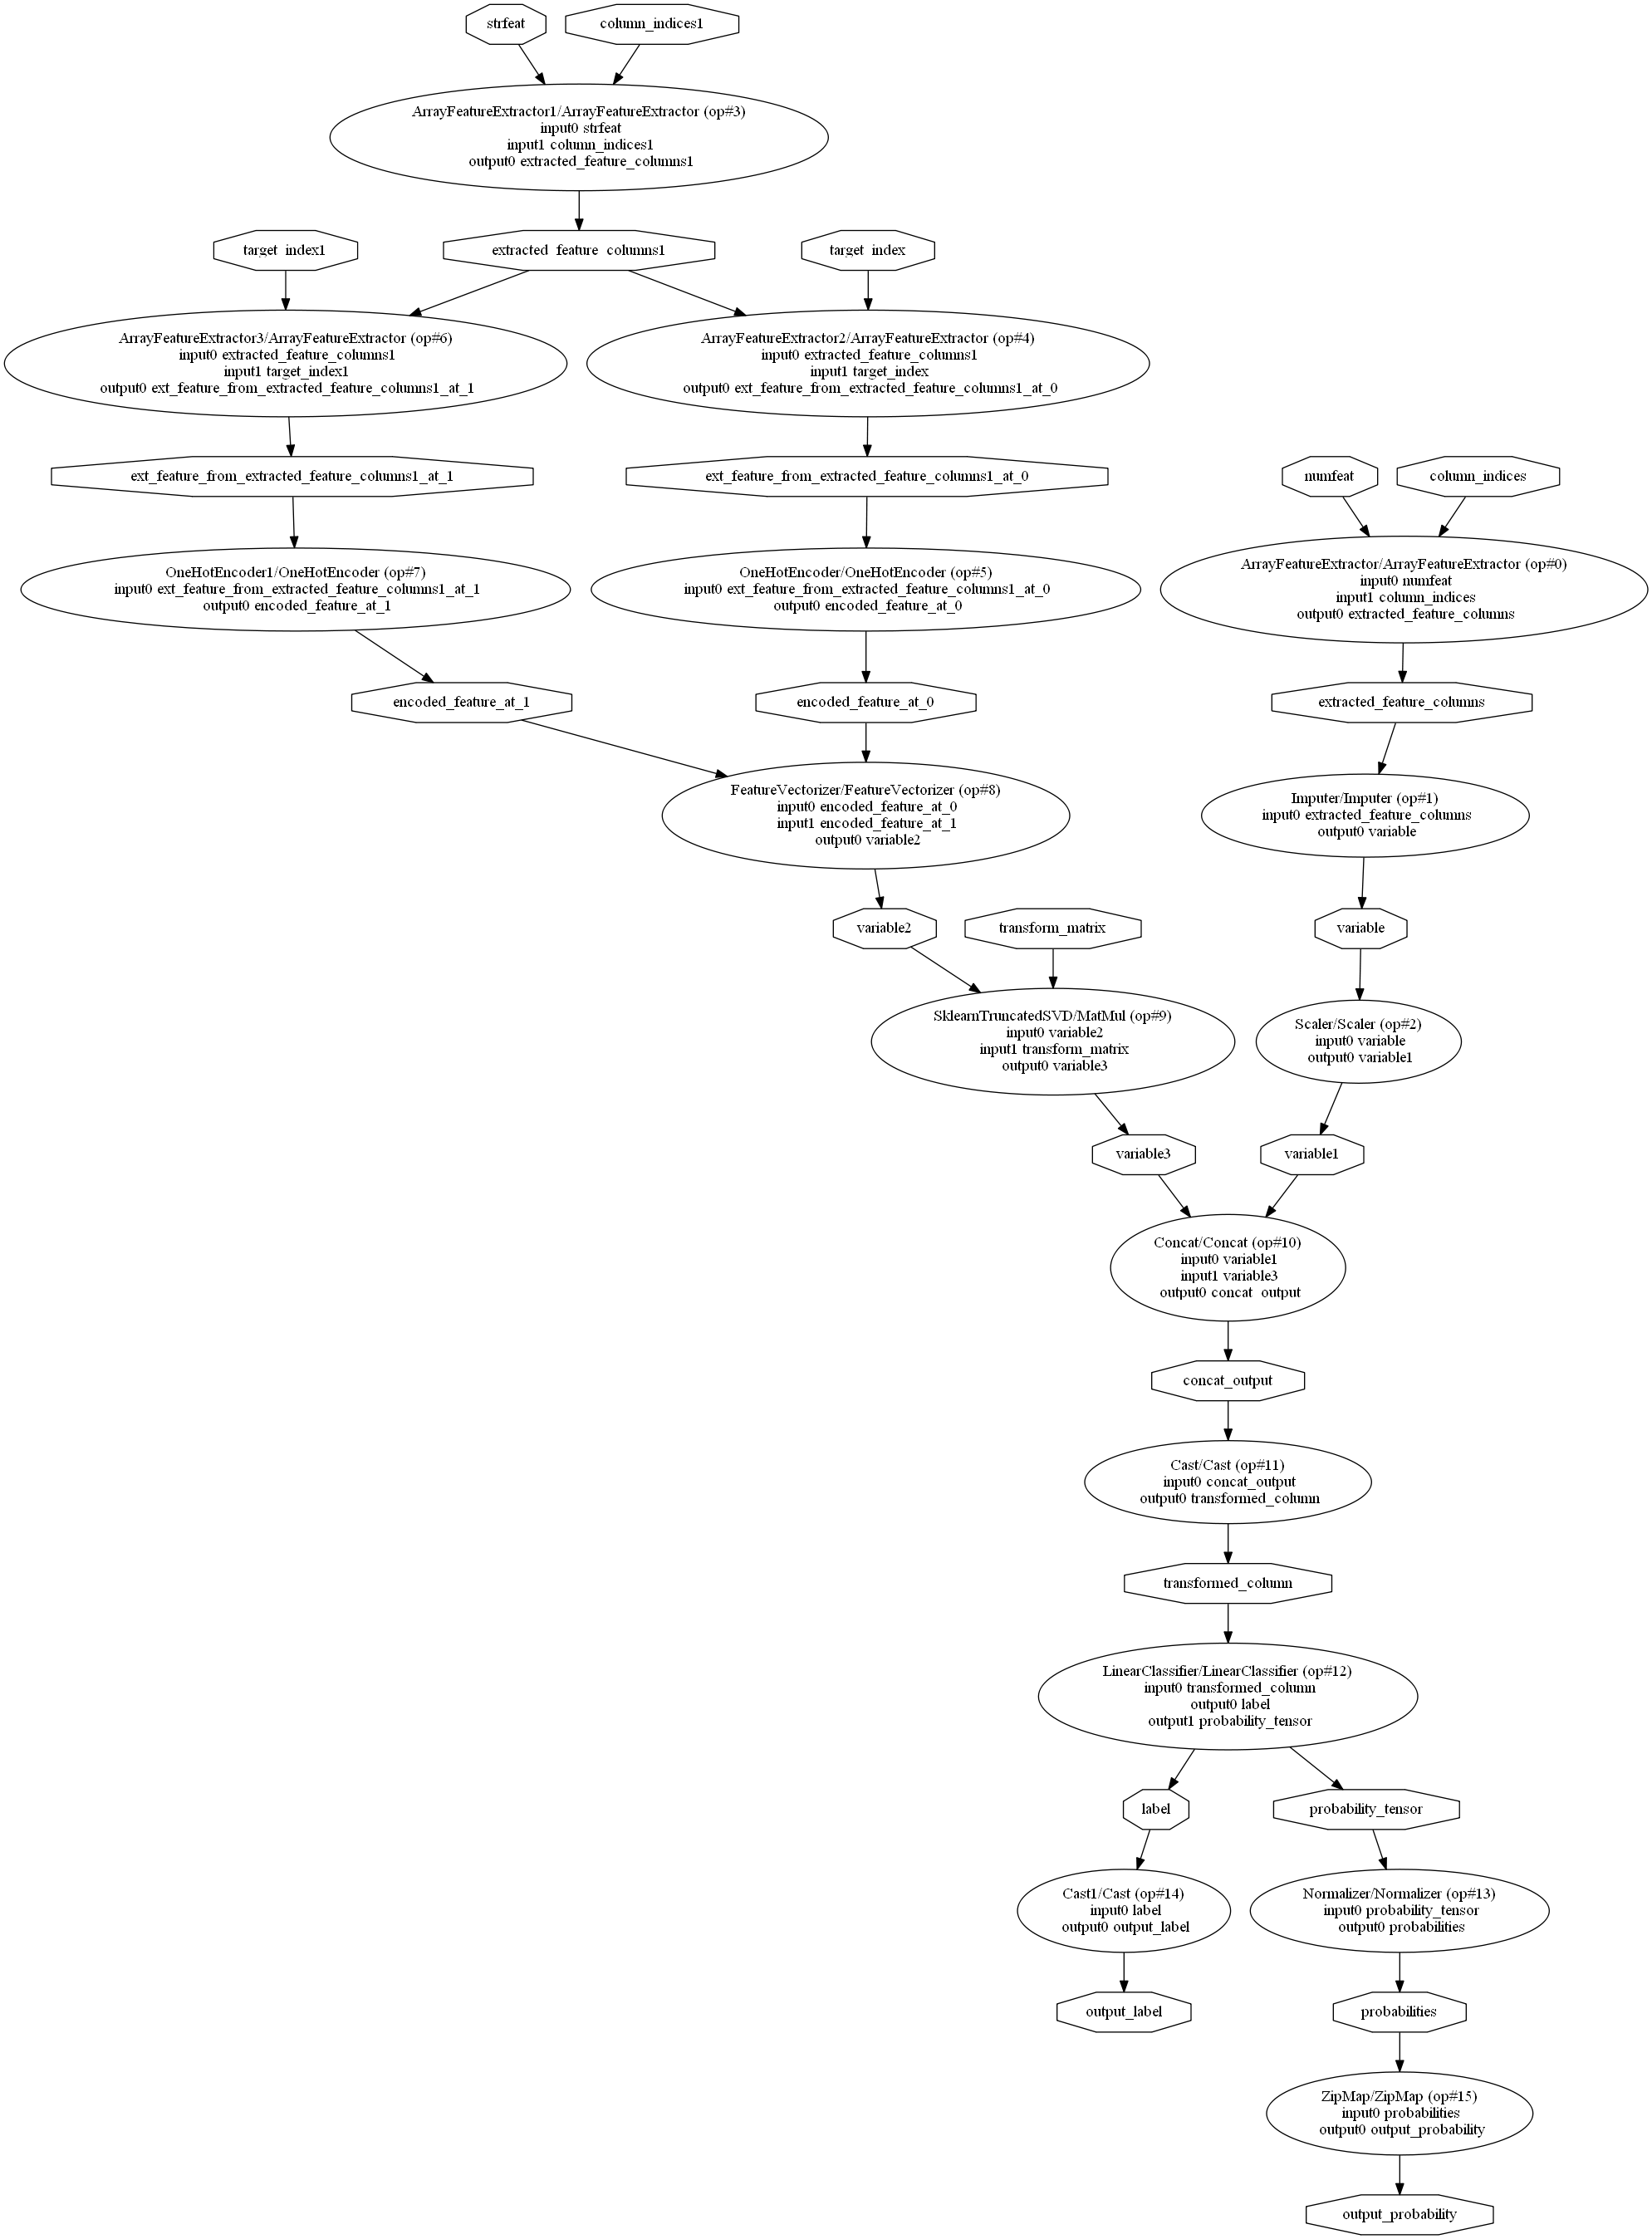 strfeat
column_indices1
ArrayFeatureExtractor1/ArrayFeatureExtractor (op#3)
input0 strfeat
input1 column_indices1
output0 extracted_feature_columns1
target_index1
extracted_feature_columns1
target_index
ArrayFeatureExtractor3/ArrayFeatureExtractor (op#6)
input0 extracted_feature_columns1
input1 target_index1
output0 ext_feature_from_extracted_feature_columns1_at_1
ArrayFeatureExtractor2/ArrayFeatureExtractor (op#4)
input0 extracted_feature_columns1
input1 target_index
output0 ext_feature_from_extracted_feature_columns1_at_0
ext_feature_from_extracted_feature_columns1_at_1
ext_feature_from_extracted_feature_columns1_at_0
numfeat
column_indices
OneHotEncoder1/OneHotEncoder (op#7)
input0 ext_feature_from_extracted_feature_columns1_at_1
output0 encoded_feature_at_1
OneHotEncoder/OneHotEncoder (op#5)
input0 ext_feature_from_extracted_feature_columns1_at_0
output0 encoded_feature_at_0
ArrayFeatureExtractor/ArrayFeatureExtractor (op#0)
input0 numfeat
input1 column_indices
output0 extracted_feature_columns
encoded_feature_at_1
encoded_feature_at_0
extracted_feature_columns
FeatureVectorizer/FeatureVectorizer (op#8)
input0 encoded_feature_at_0
input1 encoded_feature_at_1
output0 variable2
Imputer/Imputer (op#1)
input0 extracted_feature_columns
output0 variable
variable2
transform_matrix
variable
SklearnTruncatedSVD/MatMul (op#9)
input0 variable2
input1 transform_matrix
output0 variable3
Scaler/Scaler (op#2)
input0 variable
output0 variable1
variable3
variable1
Concat/Concat (op#10)
input0 variable1
input1 variable3
output0 concat_output
concat_output
Cast/Cast (op#11)
input0 concat_output
output0 transformed_column
transformed_column
LinearClassifier/LinearClassifier (op#12)
input0 transformed_column
output0 label
output1 probability_tensor
label
probability_tensor
Cast1/Cast (op#14)
input0 label
output0 output_label
Normalizer/Normalizer (op#13)
input0 probability_tensor
output0 probabilities
output_label
probabilities
ZipMap/ZipMap (op#15)
input0 probabilities
output0 output_probability
output_probability